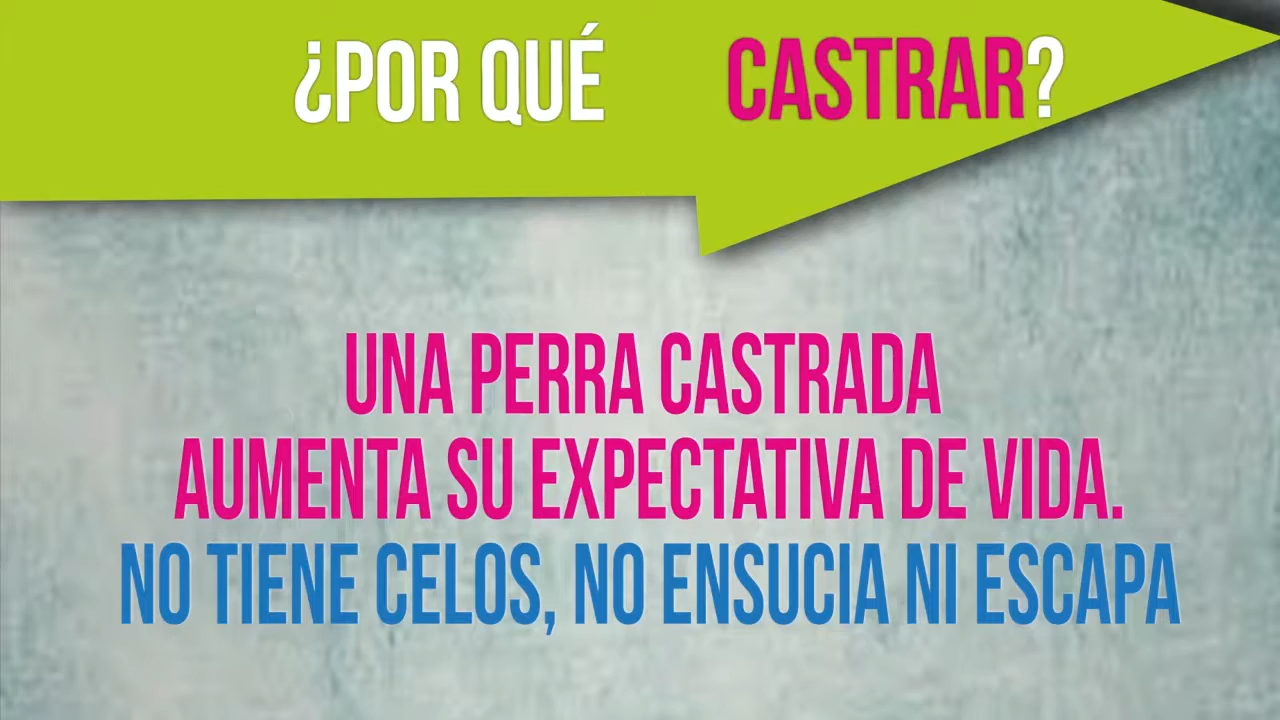 ¿POR QUÉ CASTRAR?
UNA PERRA CASTRADA
AUMENTA SU EXPECTATIVA DE VIDA.
NO TIENE CELOS, NO ENSUCIA NI ESCAPA